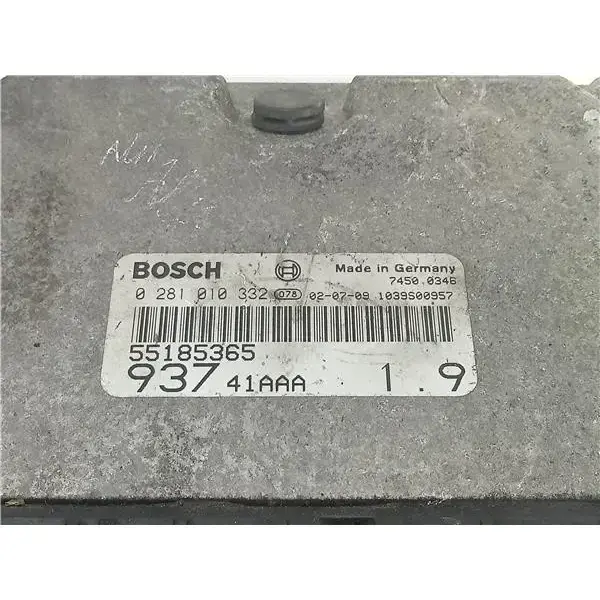 BOSCH Made in Germany
7450.0346
0 281 010 332 078 02-07-09 1039S00957
55185365
937 41AAA 1.9